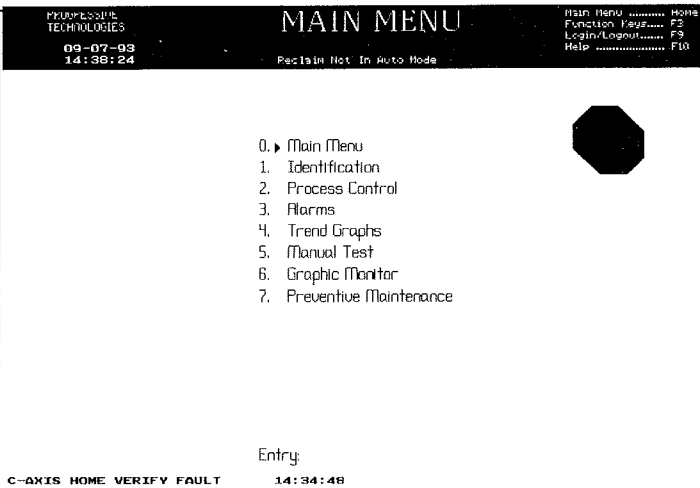 PROGRESSIVE
TECHNOLOGIES
09-07-93
14:38:24
MAIN MENU
Reclaim Not In Auto Mode
Main Menu .......... Home
Function Keys..... F3
Login/Logout....... F9
Help ................... F10
0. ▸ Main Menu
1. Identification
2. Process Control
3. Alarms
4. Trend Graphs
5. Manual Test
6. Graphic Monitor
7. Preventive Maintenance
Entry:
C-AXIS HOME VERIFY FAULT 14:34:48